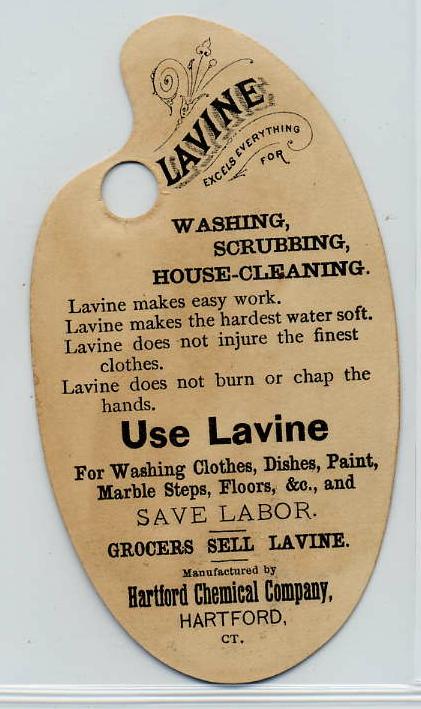 LAVINE
EXCELS EVERYTHING
FOR
WASHING,
SCRUBBING,
HOUSE-CLEANING.
Lavine makes easy work.
Lavine makes the hardest water soft.
Lavine does not injure the finest
clothes.
Lavine does not burn or chap the
hands.
Use Lavine
For Washing Clothes, Dishes, Paint,
Marble Steps, Floors, &c., and
SAVE LABOR.
GROCERS SELL LAVINE.
Manufactured by
Hartford Chemical Company,
HARTFORD,
CT.